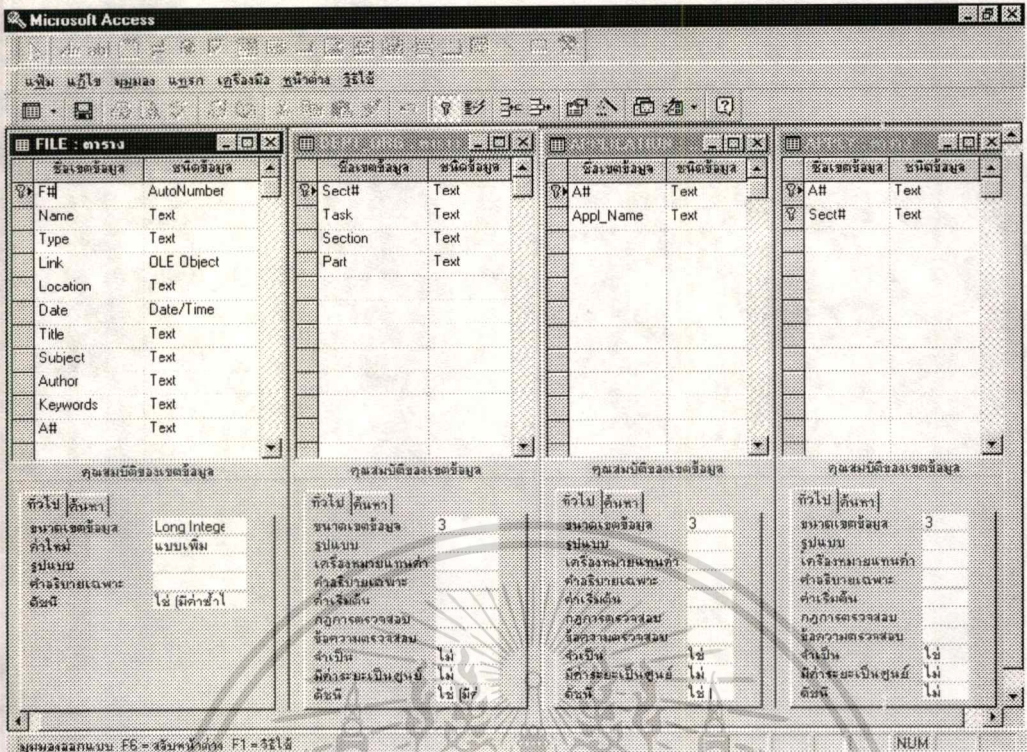 Microsoft Access
แฟ้ม แก้ไข มุมมอง แทรก เครื่องมือ หน้าต่าง วิธีใช้
FILE : ตาราง
ชื่อเขตข้อมูล ชนิดข้อมูล
F# AutoNumber
Name Text
Type Text
Link OLE Object
Location Text
Date Date/Time
Title Text
Subject Text
Author Text
Keywords Text
A# Text
คุณสมบัติของเขตข้อมูล
ทั่วไป ค้นหา
ขนาดเขตข้อมูล Long Intege
ค่าใหม่ แบบเพิ่ม
รูปแบบ
คำอธิบายเฉพาะ
ดัชนี ใช่ (มีค่าซ้ำไ
DEPT_ORG : ตาราง
ชื่อเขตข้อมูล ชนิดข้อมูล
Sect# Text
Task Text
Section Text
Part Text
คุณสมบัติของเขตข้อมูล
ทั่วไป ค้นหา
ขนาดเขตข้อมูล 3
รูปแบบ
เครื่องหมายแทนคำ
คำอธิบายเฉพาะ
ค่าเริ่มต้น
กฎการตรวจสอบ
ข้อความตรวจสอบ
จำเป็น ไม่
มีค่าระยะเป็นศูนย์ ไม่
ดัชนี ใช่ (มีค่
APPLICATION
ชื่อเขตข้อมูล ชนิดข้อมูล
A# Text
Appl_Name Text
คุณสมบัติของเขตข้อมูล
ทั่วไป ค้นหา
ขนาดเขตข้อมูล 3
รูปแบบ
เครื่องหมายแทนคำ
คำอธิบายเฉพาะ
ค่าเริ่มต้น
กฎการตรวจสอบ
ข้อความตรวจสอบ
จำเป็น ใช่
มีค่าระยะเป็นศูนย์ ไม่
ดัชนี ใช่ (
APPLY : ตาราง
ชื่อเขตข้อมูล ชนิดข้อมูล
A# Text
Sect# Text
คุณสมบัติของเขตข้อมูล
ทั่วไป ค้นหา
ขนาดเขตข้อมูล 3
รูปแบบ
เครื่องหมายแทนคำ
คำอธิบายเฉพาะ
ค่าเริ่มต้น
กฎการตรวจสอบ
ข้อความตรวจสอบ
จำเป็น ใช่
มีค่าระยะเป็นศูนย์ ไม่
ดัชนี ไม่
มุมมองออกแบบ F6 = สลับหน้าต่าง F1 = วิธีใช้ NUM